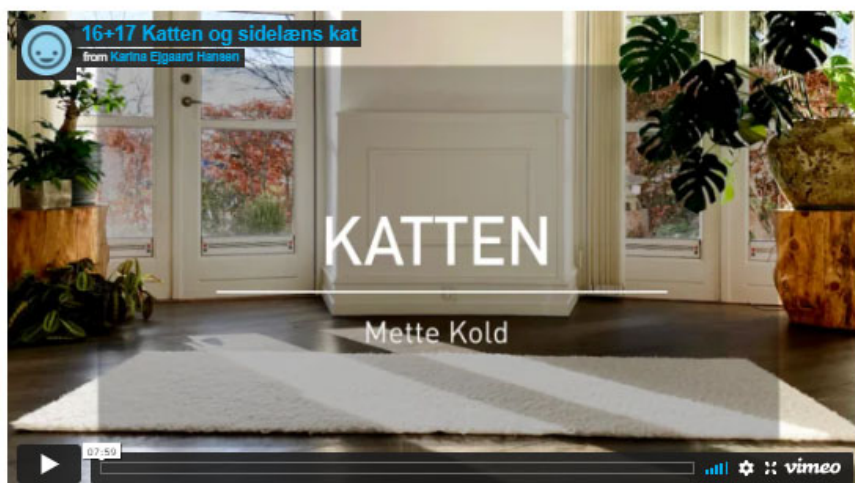 16+17 Katten og sidelæns kat
from Karina Ejgaard Hansen
KATTEN
Mette Kold
07:59
vimeo